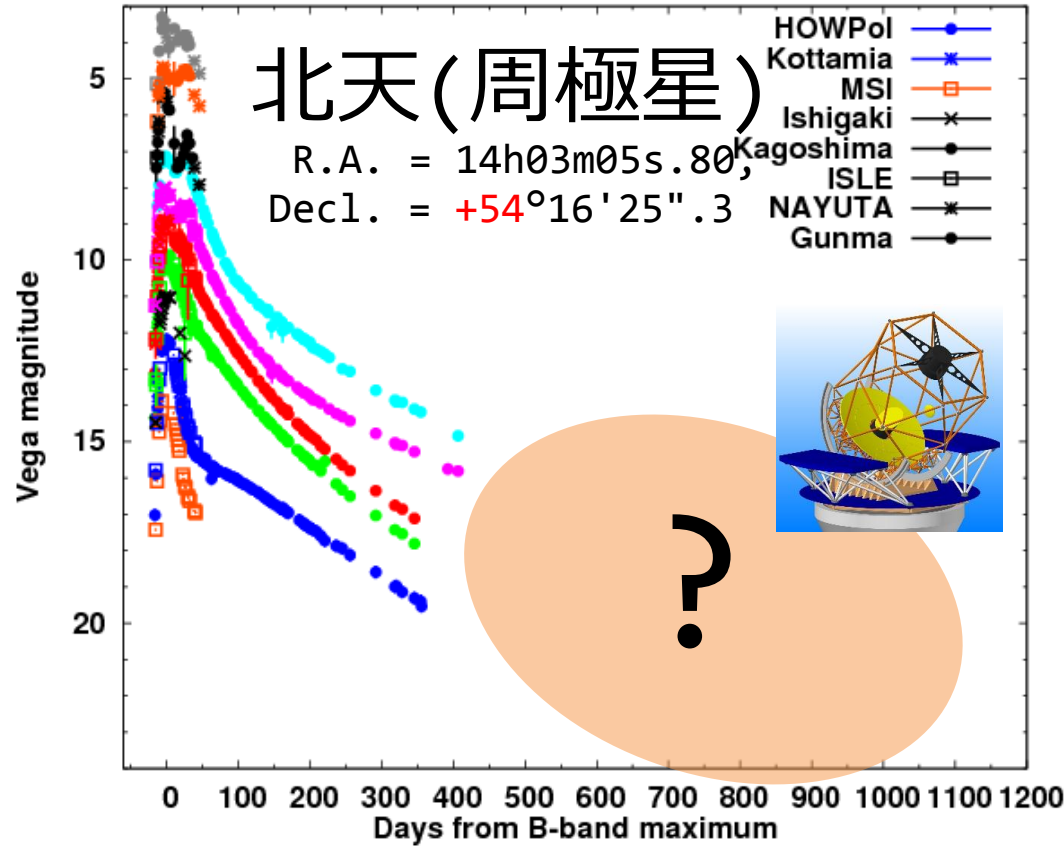 北天(周極星)
R.A. = 14h03m05s.80,
Decl. = +54°16'25".3
HOWPol
Kottamia
MSI
Ishigaki
Kagoshima
ISLE
NAYUTA
Gunma
Vega magnitude
5
10
15
20
?
0 100 200 300 400 500 600 700 800 900 1000 1100 1200
Days from B-band maximum